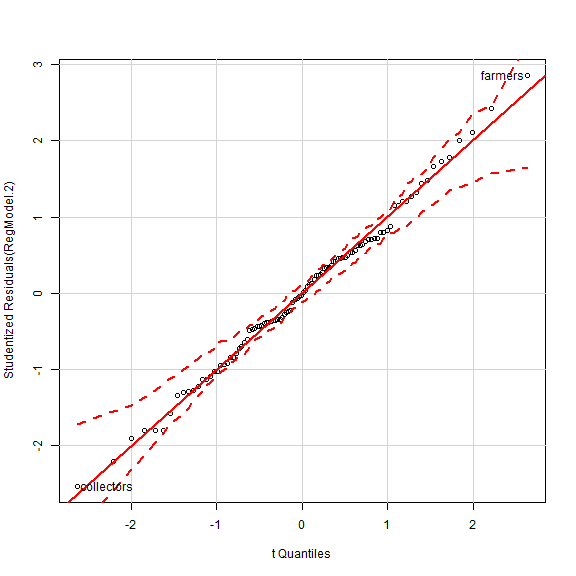 3
farmers
2
1
0
-1
-2
collectors
Studentized Residuals(RegModel.2)
-2
-1
0
1
2
t Quantiles